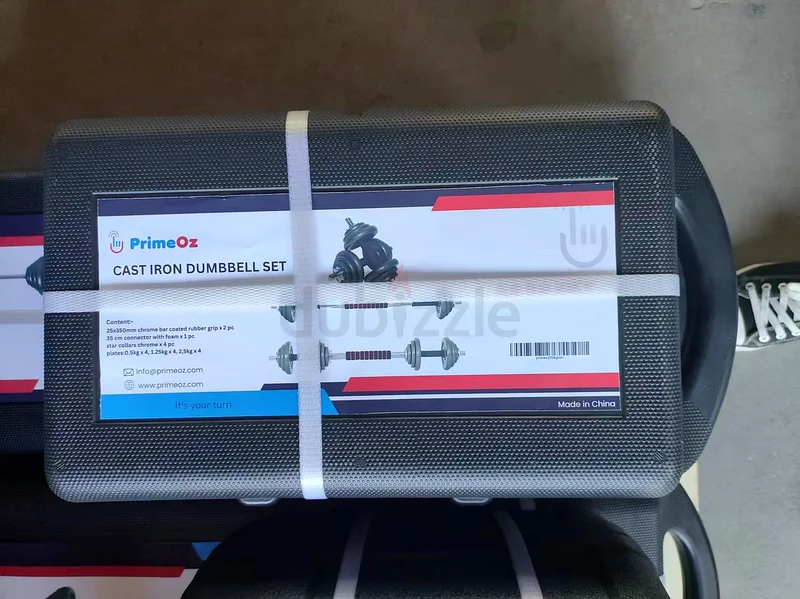 PrimeOz
CAST IRON DUMBBELL SET
Content:-
25x350mm chrome bar coated rubber grip x 2 pc
35 cm connector with foam x 1 pc
star collars chrome x 4 pc
plates:0.5kg x 4, 1.25kg x 4, 2,5kg x 4
info@primeoz.com
www.primeoz.com
It's your turn
Made in China
dubizzle